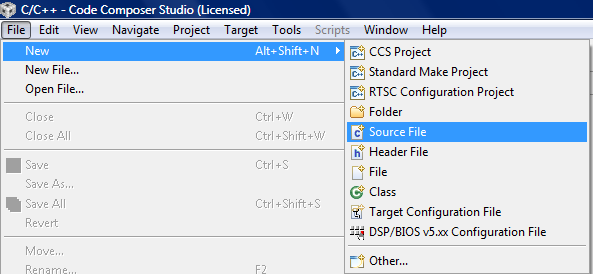 C/C++ - Code Composer Studio (Licensed)
File Edit View Navigate Project Target Tools Scripts Window Help
New Alt+Shift+N
New File...
Open File...
Close Ctrl+W
Close All Ctrl+Shift+W
Save Ctrl+S
Save As...
Save All Ctrl+Shift+S
Revert
Move...
Rename... F2
CCS Project
Standard Make Project
RTSC Configuration Project
Folder
Source File
Header File
File
Class
Target Configuration File
DSP/BIOS v5.xx Configuration File
Other...